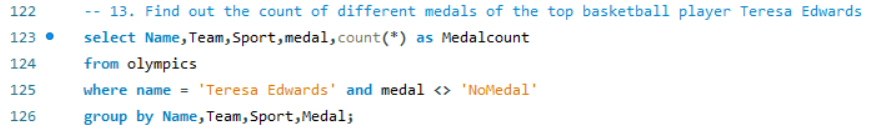 122 -- 13. Find out the count of different medals of the top basketball player Teresa Edwards
123 select Name,Team,Sport,medal,count(*) as Medalcount
124 from olympics
125 where name = 'Teresa Edwards' and medal <> 'NoMedal'
126 group by Name,Team,Sport,Medal;